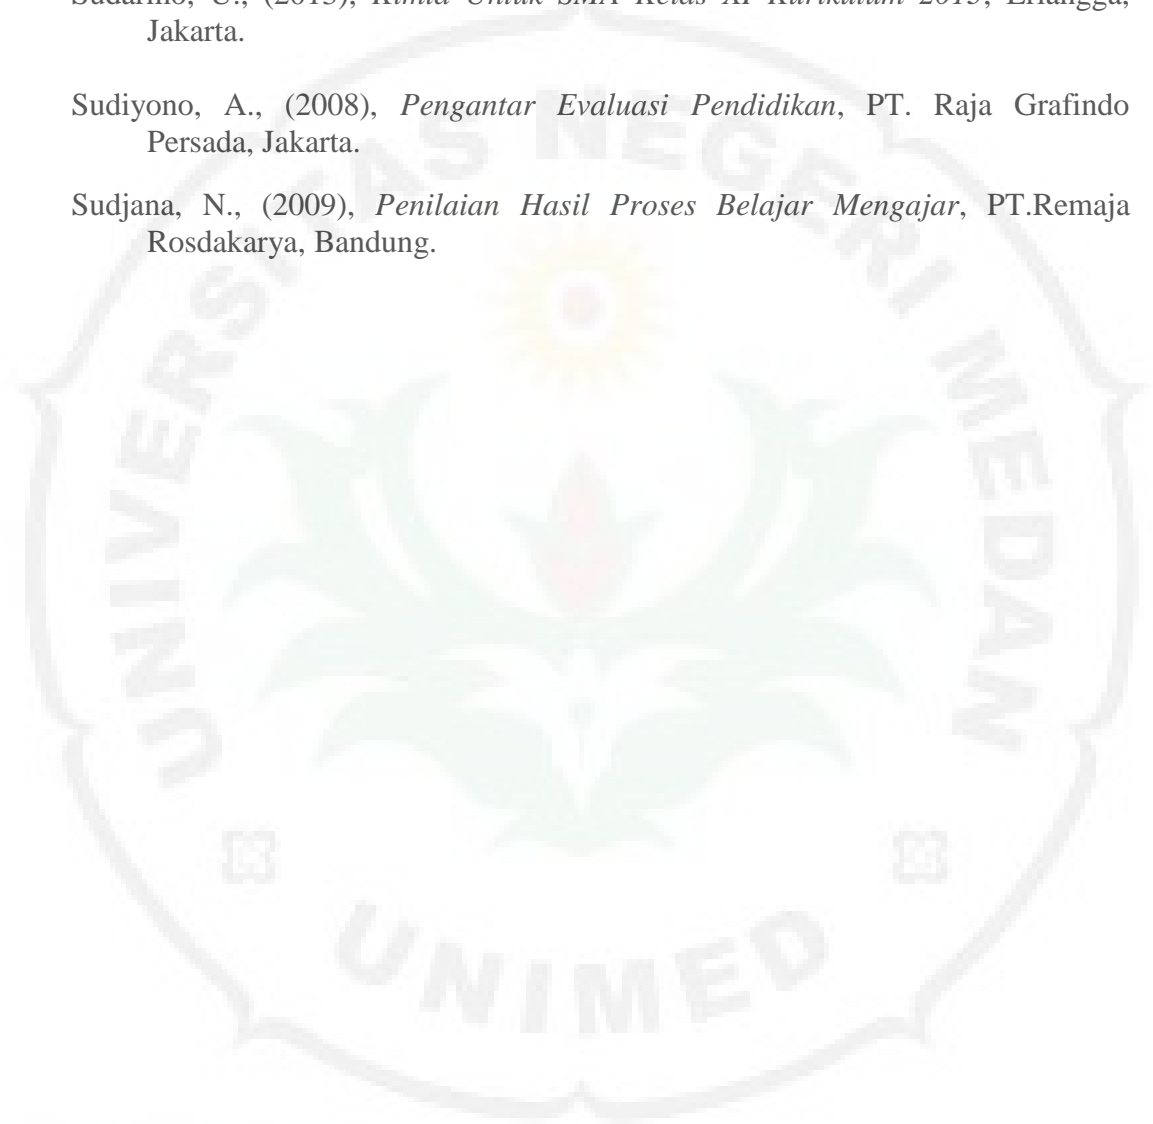 Sudarmo, U., (2013), Kimia Untuk SMA Kelas XI Kurikulum 2013, Erlangga,
Jakarta.
Sudiyono, A., (2008), Pengantar Evaluasi Pendidikan, PT. Raja Grafindo
Persada, Jakarta.
Sudjana, N., (2009), Penilaian Hasil Proses Belajar Mengajar, PT.Remaja
Rosdakarya, Bandung.
UNIVERSITAS NEGERI MEDAN
UNIMED